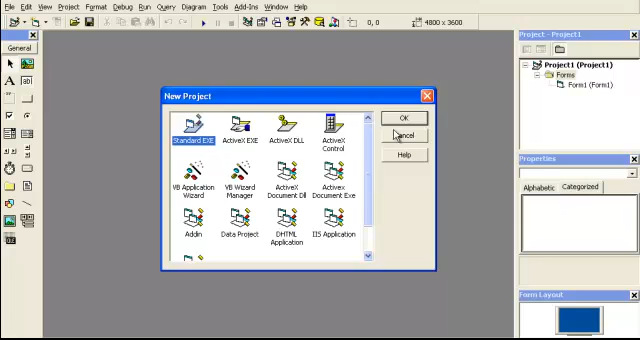 File Edit View Project Format Debug Run Query Diagram Tools Add-Ins Window Help
0, 0 4800 x 3600
General
New Project
Standard EXE ActiveX EXE ActiveX DLL ActiveX Control
VB Application Wizard VB Wizard Manager ActiveX Document Dll Activex Document Exe
Addin Data Project DHTML Application IIS Application
OK
Cancel
Help
Project - Project1
Project1 (Project1)
Forms
Form1 (Form1)
Properties
Alphabetic Categorized
Form Layout